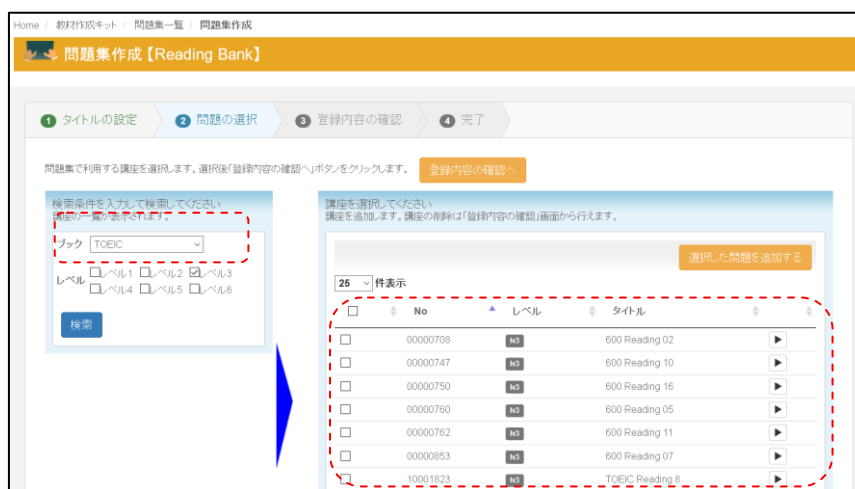 Home / 教材作成キット / 問題集一覧 / 問題集作成
問題集作成【Reading Bank】
1 タイトルの設定 2 問題の選択 3 登録内容の確認 4 完了
問題集で利用する講座を選択します。選択後「登録内容の確認へ」ボタンをクリックします。 登録内容の確認へ
検索条件を入力して検索してください
講座の一覧が表示されます。
ブック TOEIC
レベル レベル1 レベル2 レベル3
レベル4 レベル5 レベル6
検索
講座を選択してください
講座を追加します。講座の削除は「登録内容の確認」画面から行えます。
選択した問題を追加する
25 件表示
No レベル タイトル
00000708 lv3 600 Reading 02
00000747 lv3 600 Reading 10
00000750 lv3 600 Reading 16
00000760 lv3 600 Reading 05
00000762 lv3 600 Reading 11
00000853 lv3 600 Reading 07
10001823 lv3 TOEIC Reading 8